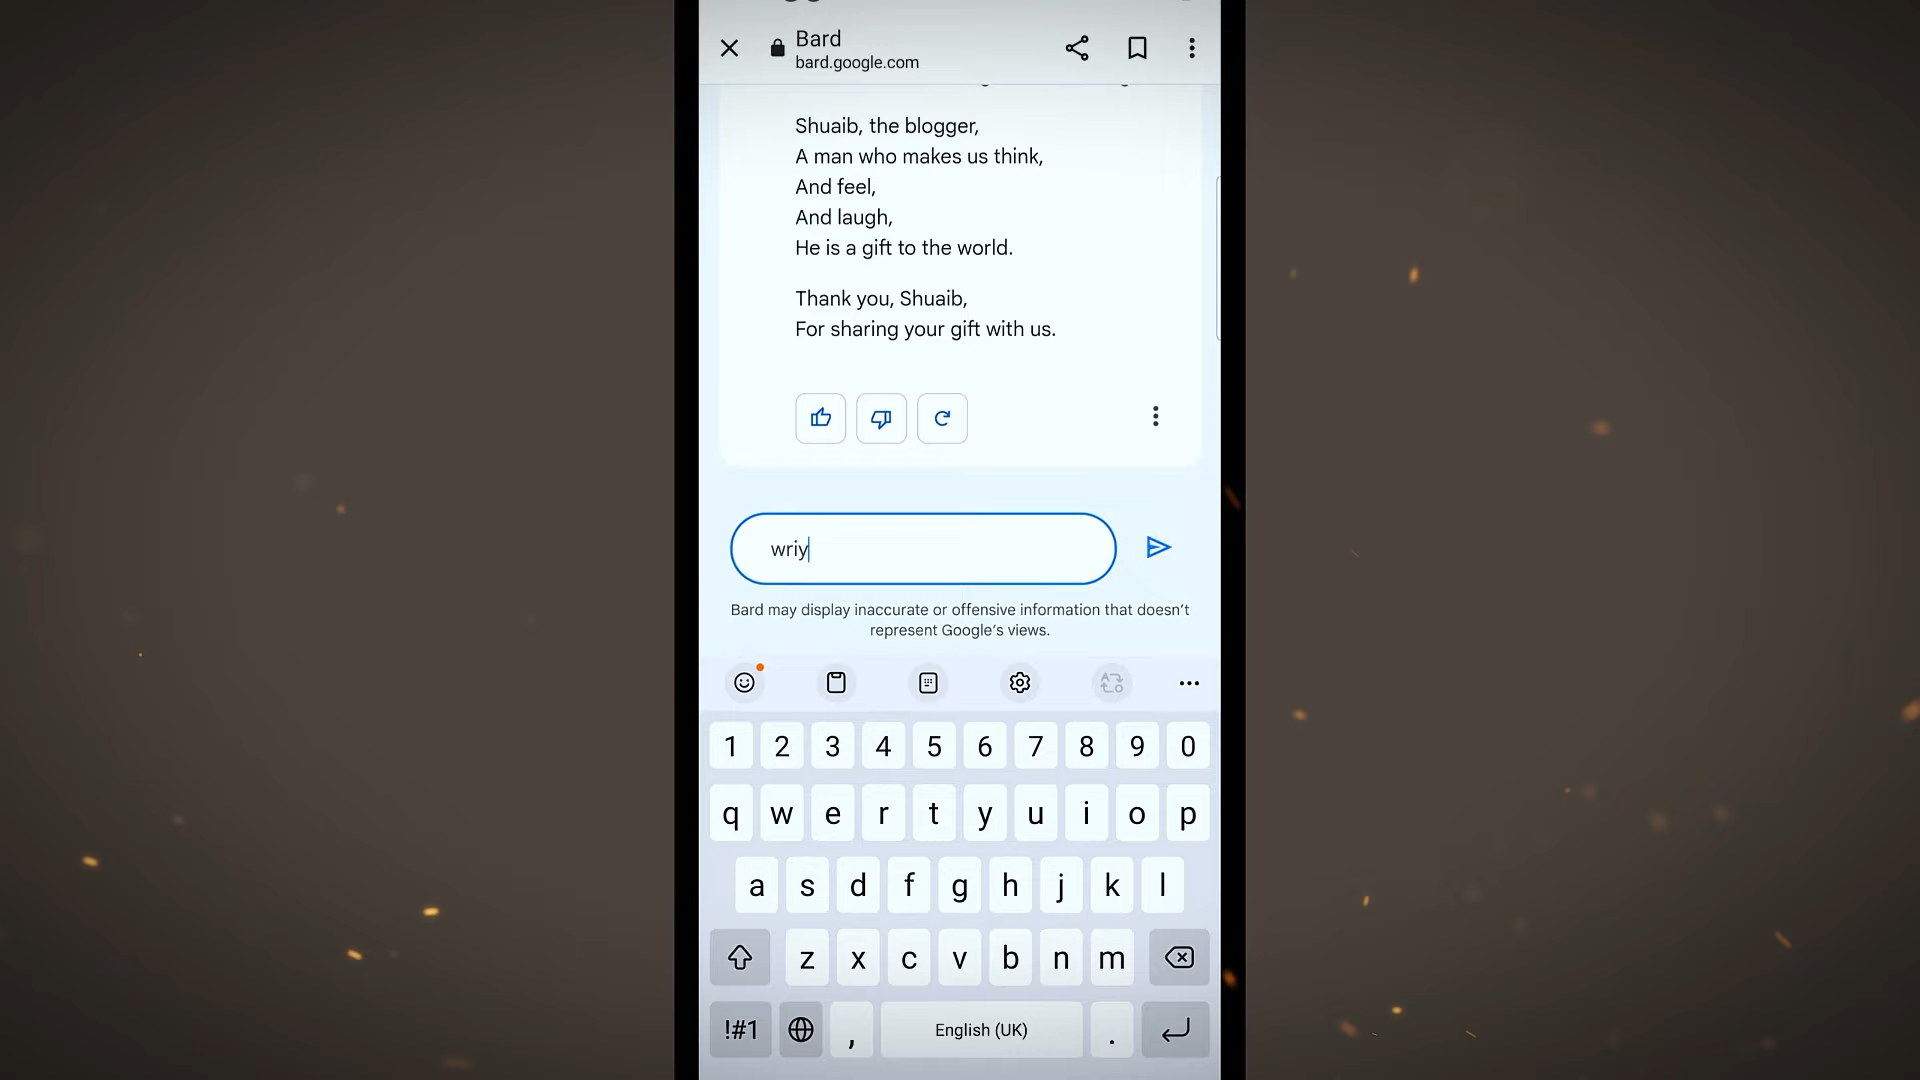 Bard
bard.google.com
Shuaib, the blogger,
A man who makes us think,
And feel,
And laugh,
He is a gift to the world.
Thank you, Shuaib,
For sharing your gift with us.
wriy
Bard may display inaccurate or offensive information that doesn't
represent Google's views.
1 2 3 4 5 6 7 8 9 0
q w e r t y u i o p
a s d f g h j k l
z x c v b n m
!#1 , English (UK) .